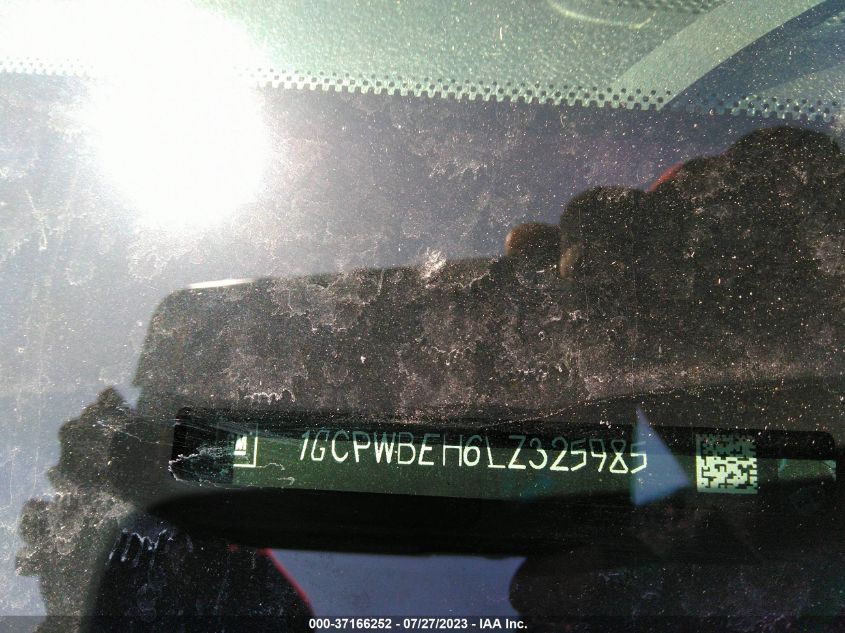 1GCPWBEH6LZ325985
000-37166252 - 07/27/2023 - IAA Inc.